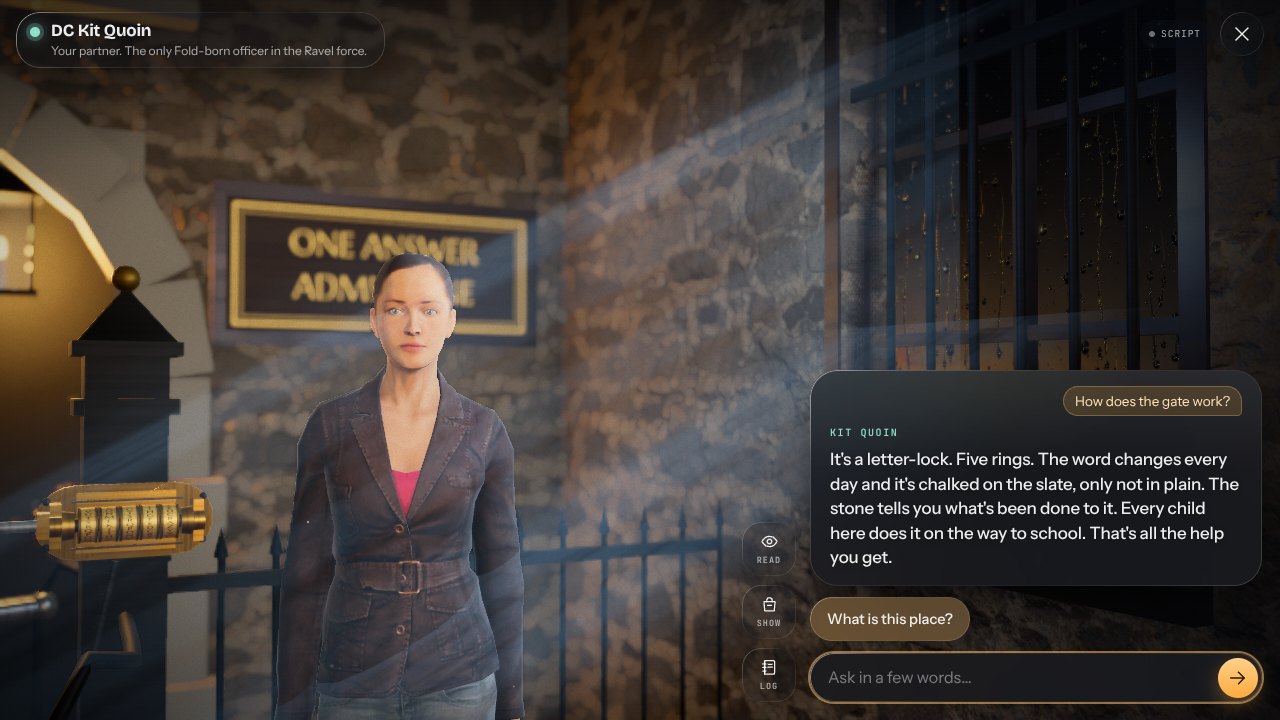 DC Kit Quoin
Your partner. The only Fold-born officer in the Ravel force.
SCRIPT
ONE ANSWER
How does the gate work?
KIT QUOIN
It's a letter-lock. Five rings. The word changes every
day and it's chalked on the slate, only not in plain. The
stone tells you what's been done to it. Every child
here does it on the way to school. That's all the help
you get.
READ
What is this place?
SHOW
Ask in a few words...
LOG